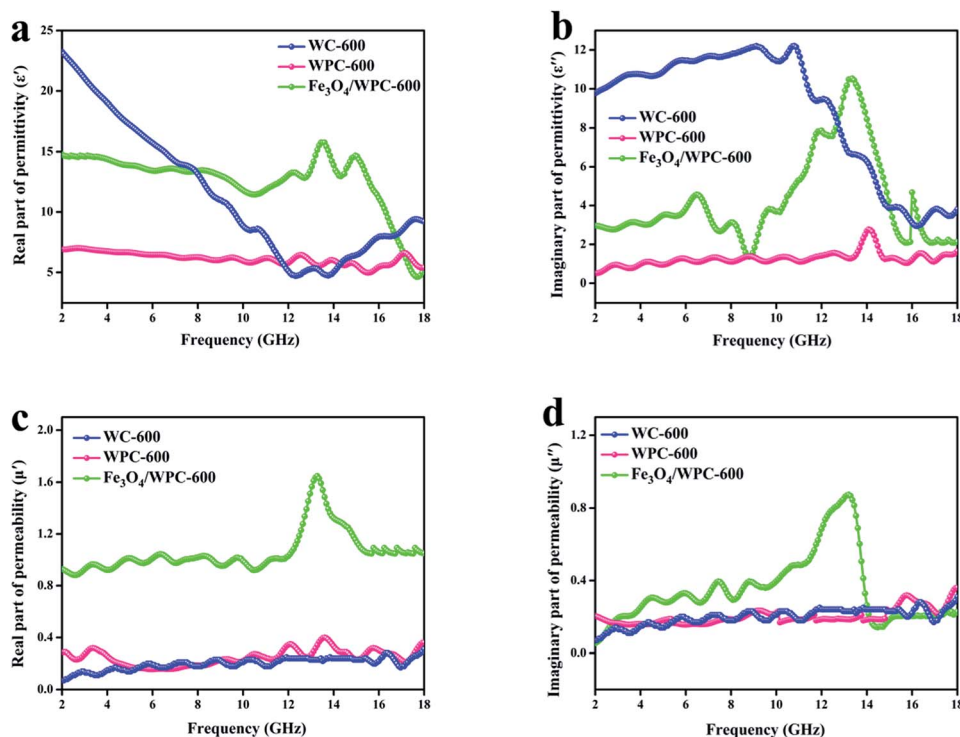 a
25
20
15
10
5
Real part of permittivity (ε′)
WC-600
WPC-600
Fe₃O₄/WPC-600
2 4 6 8 10 12 14 16 18
Frequency (GHz)
b
12
10
8
6
4
2
0
Imaginary part of permittivity (ε′′)
WC-600
WPC-600
Fe₃O₄/WPC-600
2 4 6 8 10 12 14 16 18
Frequency (GHz)
c
2.0
1.6
1.2
0.8
0.4
0.0
Real part of permeability (μ′)
WC-600
WPC-600
Fe₃O₄/WPC-600
2 4 6 8 10 12 14 16 18
Frequency (GHz)
d
1.2
0.8
0.4
0.0
Imaginary part of permeability (μ′′)
WC-600
WPC-600
Fe₃O₄/WPC-600
2 4 6 8 10 12 14 16 18
Frequency (GHz)